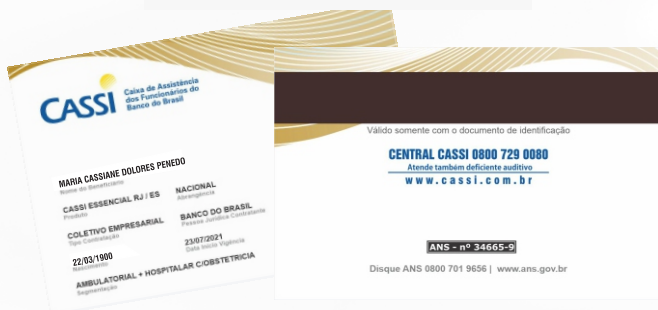 CASSI
Caixa de Assistência
dos Funcionários do
Banco do Brasil
MARIA CASSIANE DOLORES PENEDO
Nome do Beneficiário
CASSI ESSENCIAL RJ / ES NACIONAL
Produto Abrangência
COLETIVO EMPRESARIAL BANCO DO BRASIL
Tipo Contratação Pessoa Jurídica Contratante
22/03/1900 23/07/2021
Nascimento Data Início Vigência
AMBULATORIAL + HOSPITALAR C/OBSTETRICIA
Segmentação
Válido somente com o documento de identificação
CENTRAL CASSI 0800 729 0080
Atende também deficiente auditivo
www.cassi.com.br
ANS - nº 34665-9
Disque ANS 0800 701 9656 | www.ans.gov.br